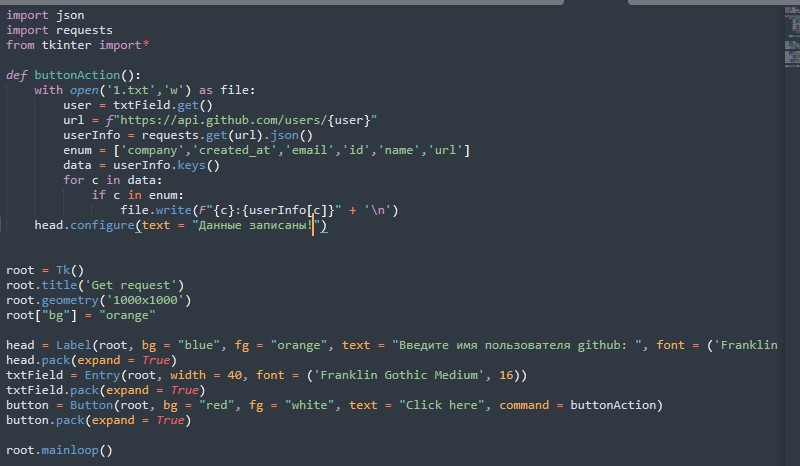 import json
import requests
from tkinter import*
def buttonAction():
    with open('1.txt','w') as file:
        user = txtField.get()
        url = f"https://api.github.com/users/{user}"
        userInfo = requests.get(url).json()
        enum = ['company','created_at','email','id','name','url']
        data = userInfo.keys()
        for c in data:
            if c in enum:
                file.write(F"{c}:{userInfo[c]}" + '\n')
    head.configure(text = "Данные записаны!")
root = Tk()
root.title('Get request')
root.geometry('1000x1000')
root["bg"] = "orange"
head = Label(root, bg = "blue", fg = "orange", text = "Введите имя пользователя github: ", font = ('Franklin
head.pack(expand = True)
txtField = Entry(root, width = 40, font = ('Franklin Gothic Medium', 16))
txtField.pack(expand = True)
button = Button(root, bg = "red", fg = "white", text = "Click here", command = buttonAction)
button.pack(expand = True)
root.mainloop()